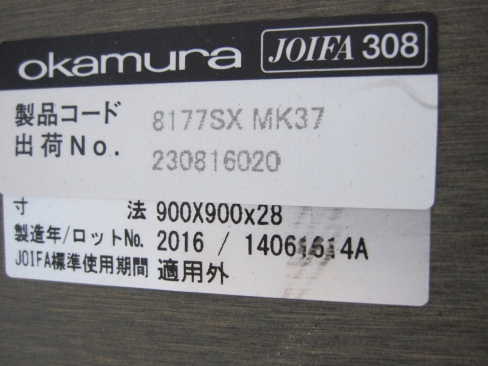 okamura JOIFA 308
製品コード 8177SX MK37
出荷No. 230816020
寸 法 900X900x28
製造年/ロットNo. 2016 / 14061614A
JOIFA標準使用期間 適用外